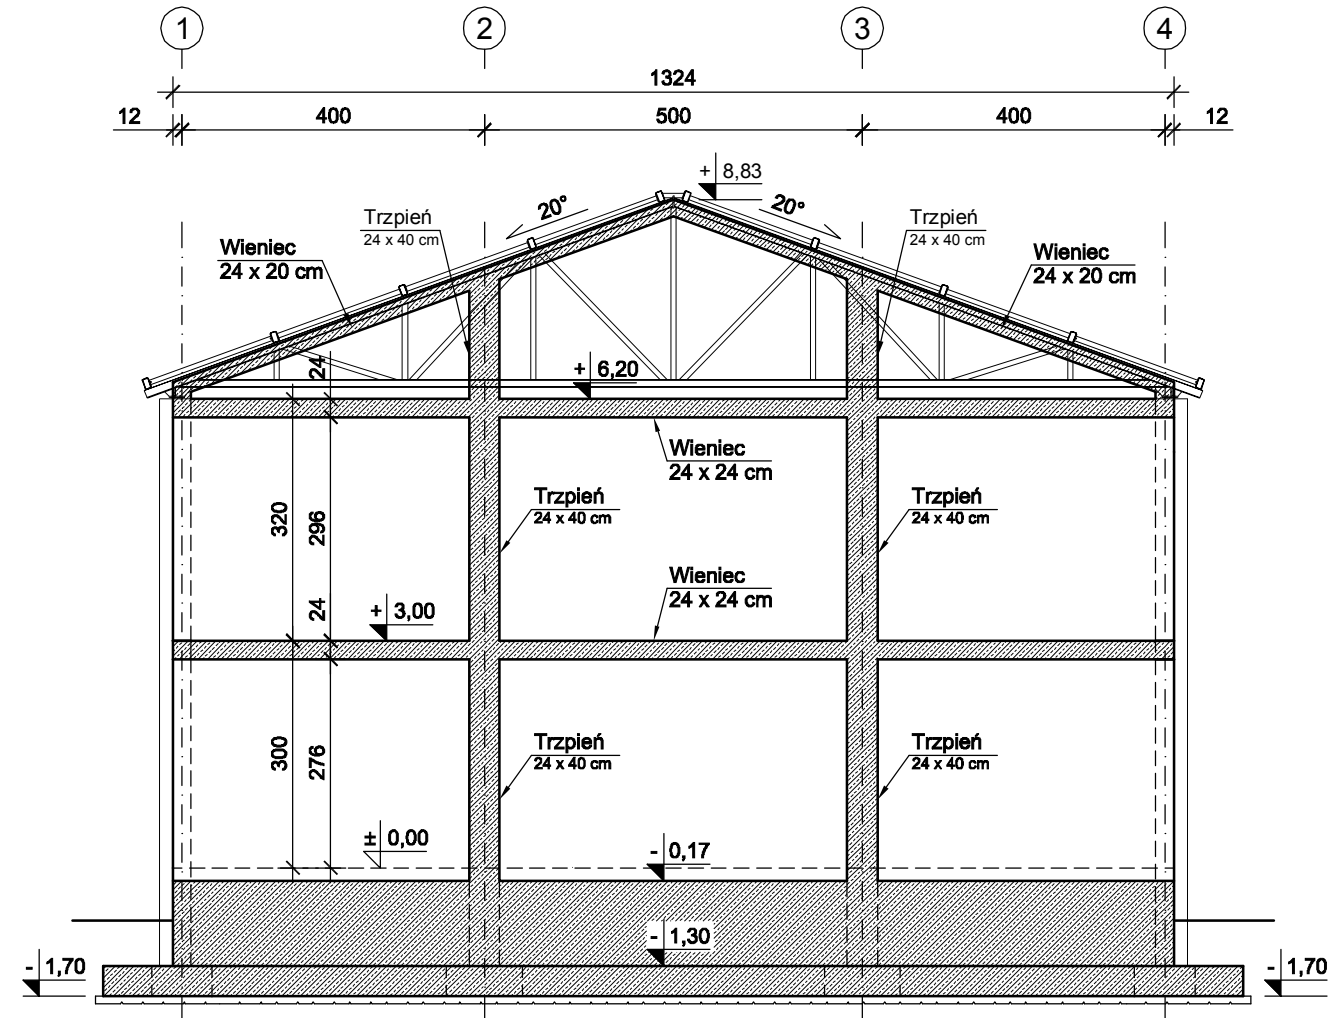 1 2 3 4
1324
12 400 500 400 12
+ 8,83
20° 20°
Trzpień
24 x 40 cm
Trzpień
24 x 40 cm
Wieniec
24 x 20 cm
Wieniec
24 x 20 cm
24
+ 6,20
Wieniec
24 x 24 cm
320
296
Trzpień
24 x 40 cm
Trzpień
24 x 40 cm
Wieniec
24 x 24 cm
24
+ 3,00
300
276
Trzpień
24 x 40 cm
Trzpień
24 x 40 cm
± 0,00
- 0,17
- 1,30
- 1,70
- 1,70